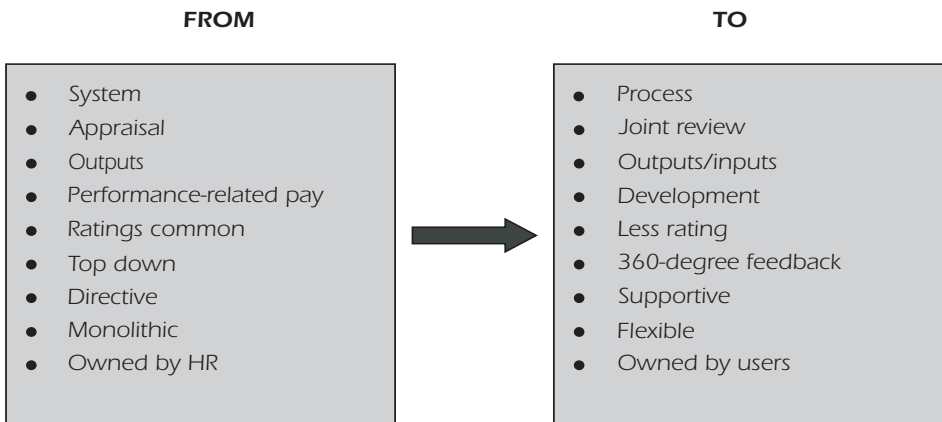 FROM
• System
• Appraisal
• Outputs
• Performance-related pay
• Ratings common
• Top down
• Directive
• Monolithic
• Owned by HR
TO
• Process
• Joint review
• Outputs/inputs
• Development
• Less rating
• 360-degree feedback
• Supportive
• Flexible
• Owned by users